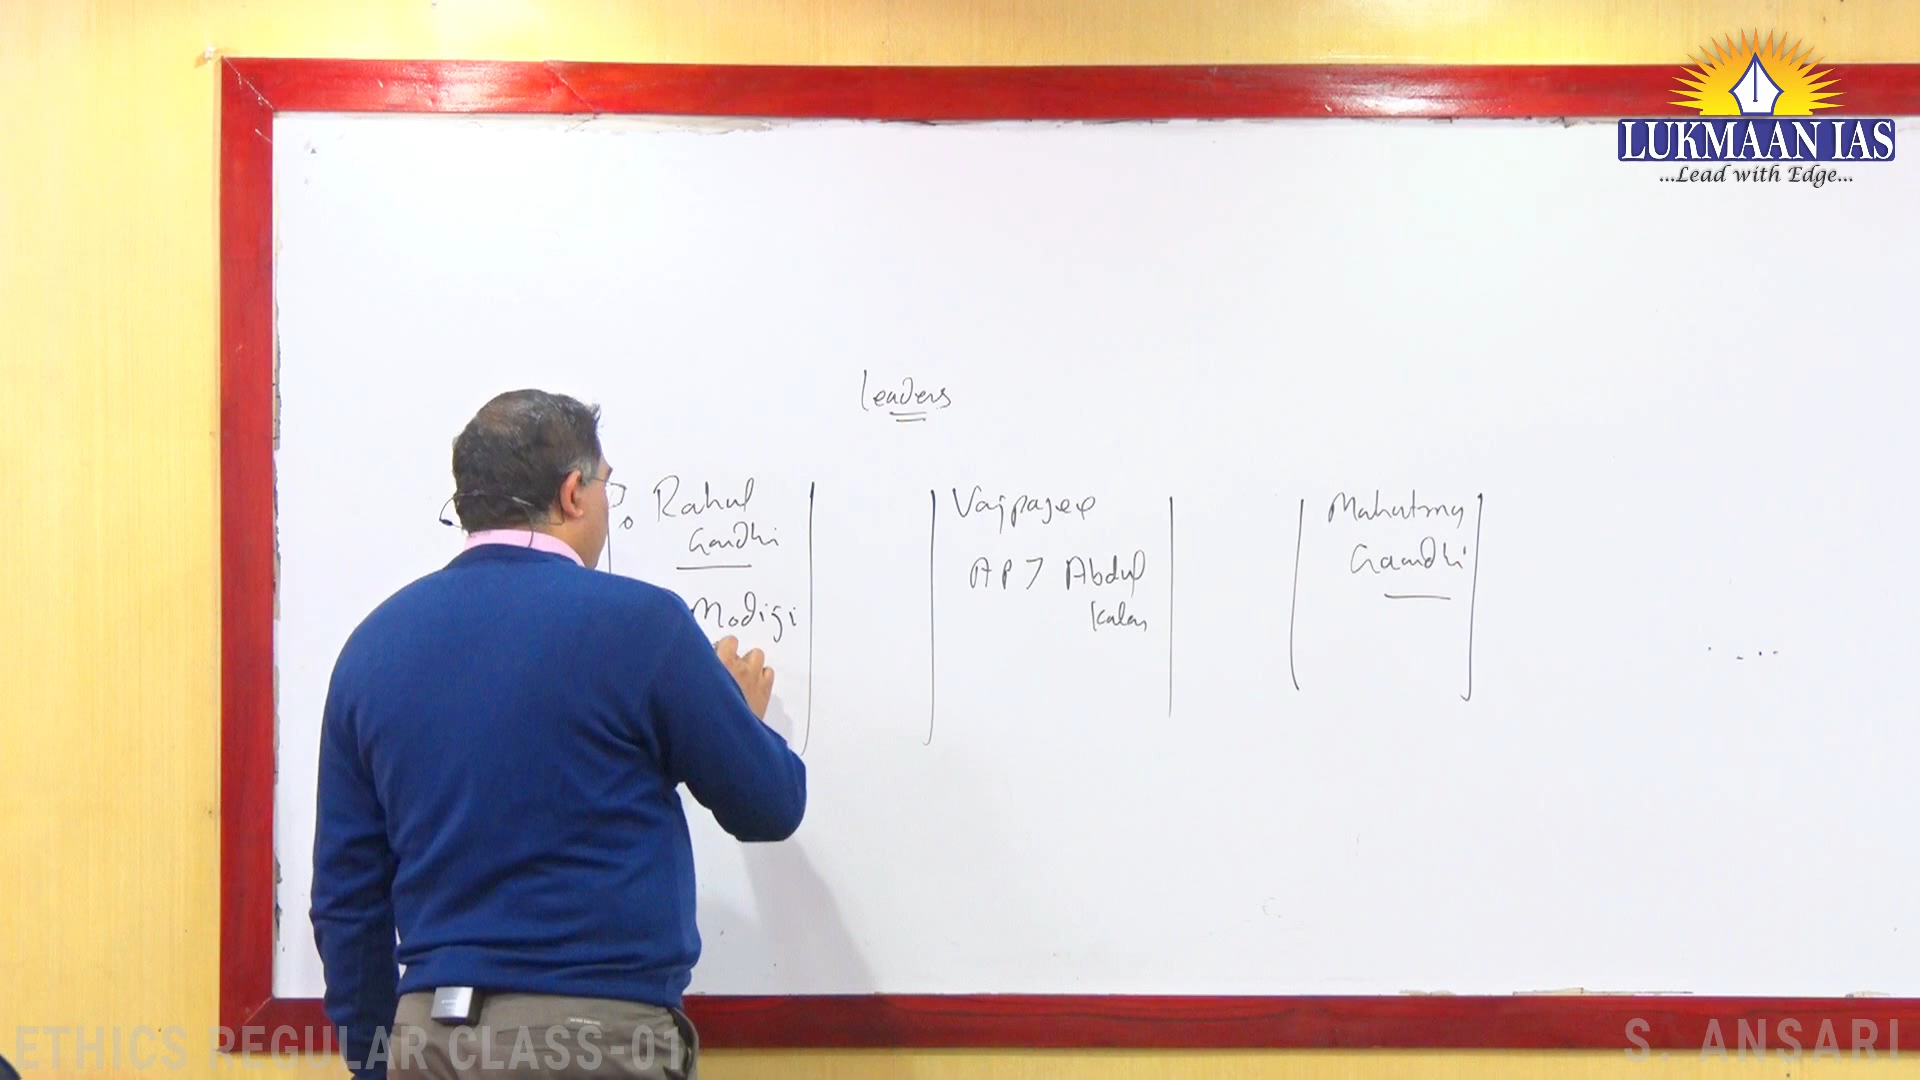 LUKMAAN IAS
...Lead with Edge...
Leaders
Rahul
Gandhi
Modiji
Vajpayee
APJ Abdul
Kalam
Mahatma
Gandhi
ETHICS REGULAR CLASS-01
S. ANSARI